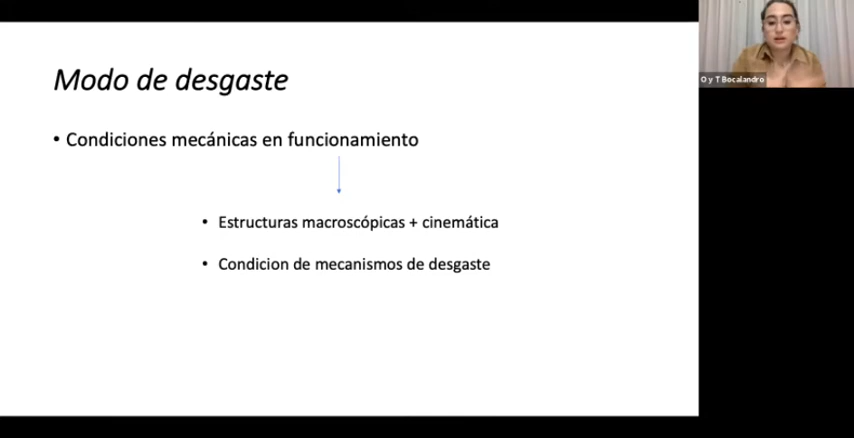 Modo de desgaste
• Condiciones mecánicas en funcionamiento
• Estructuras macroscópicas + cinemática
• Condicion de mecanismos de desgaste
O y T Bocalandro